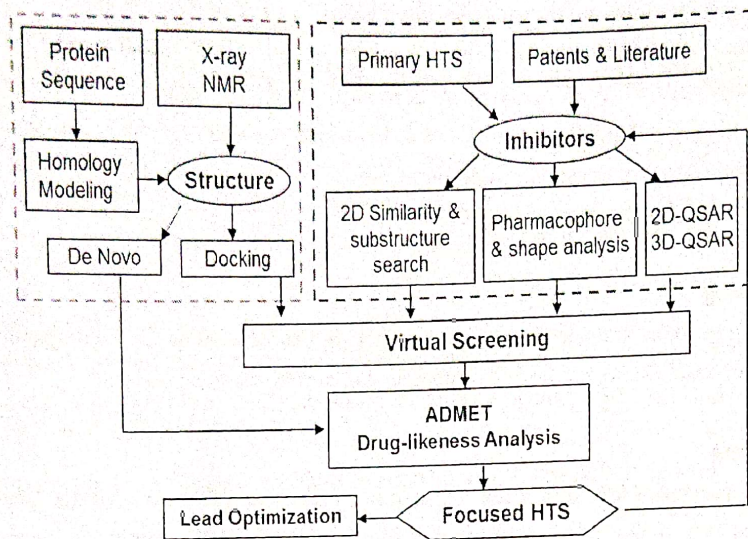 Protein
Sequence
X-ray
NMR
Homology
Modeling
Structure
De Novo
Docking
Primary HTS
Patents & Literature
Inhibitors
2D Similarity &
substructure
search
Pharmacophore
& shape analysis
2D-QSAR
3D-QSAR
Virtual Screening
ADMET
Drug-likeness Analysis
Focused HTS
Lead Optimization